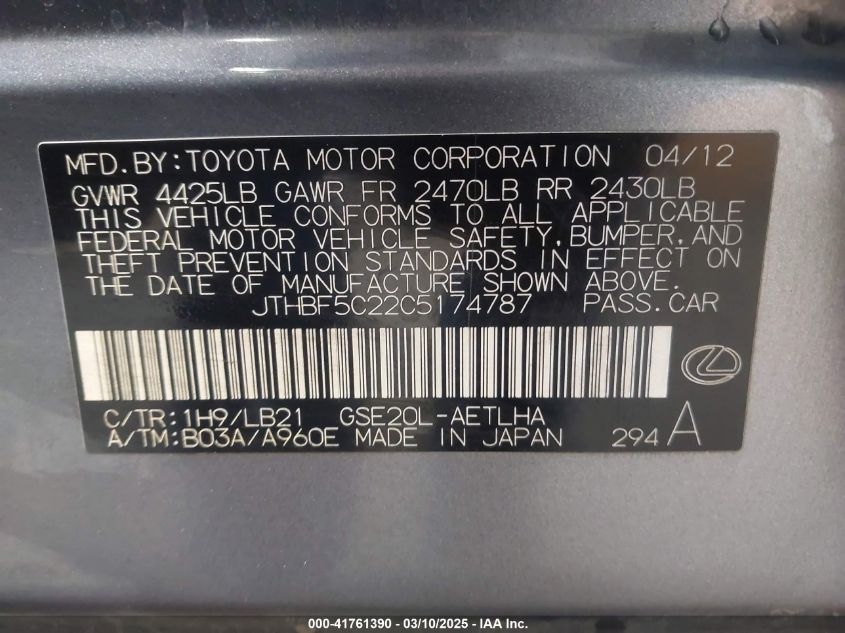 MFD.BY:TOYOTA MOTOR CORPORATION 04/12
GVWR 4425LB GAWR FR 2470LB RR 2430LB
THIS VEHICLE CONFORMS TO ALL APPLICABLE
FEDERAL MOTOR VEHICLE SAFETY,BUMPER,AND
THEFT PREVENTION STANDARDS IN EFFECT ON
THE DATE OF MANUFACTURE SHOWN ABOVE.
JTHBF5C22C5174787 PASS.CAR
C/TR:1H9/LB21 GSE20L-AETLHA
A/TM:B03A/A960E MADE IN JAPAN 294 A
000-41761390 - 03/10/2025 - IAA Inc.